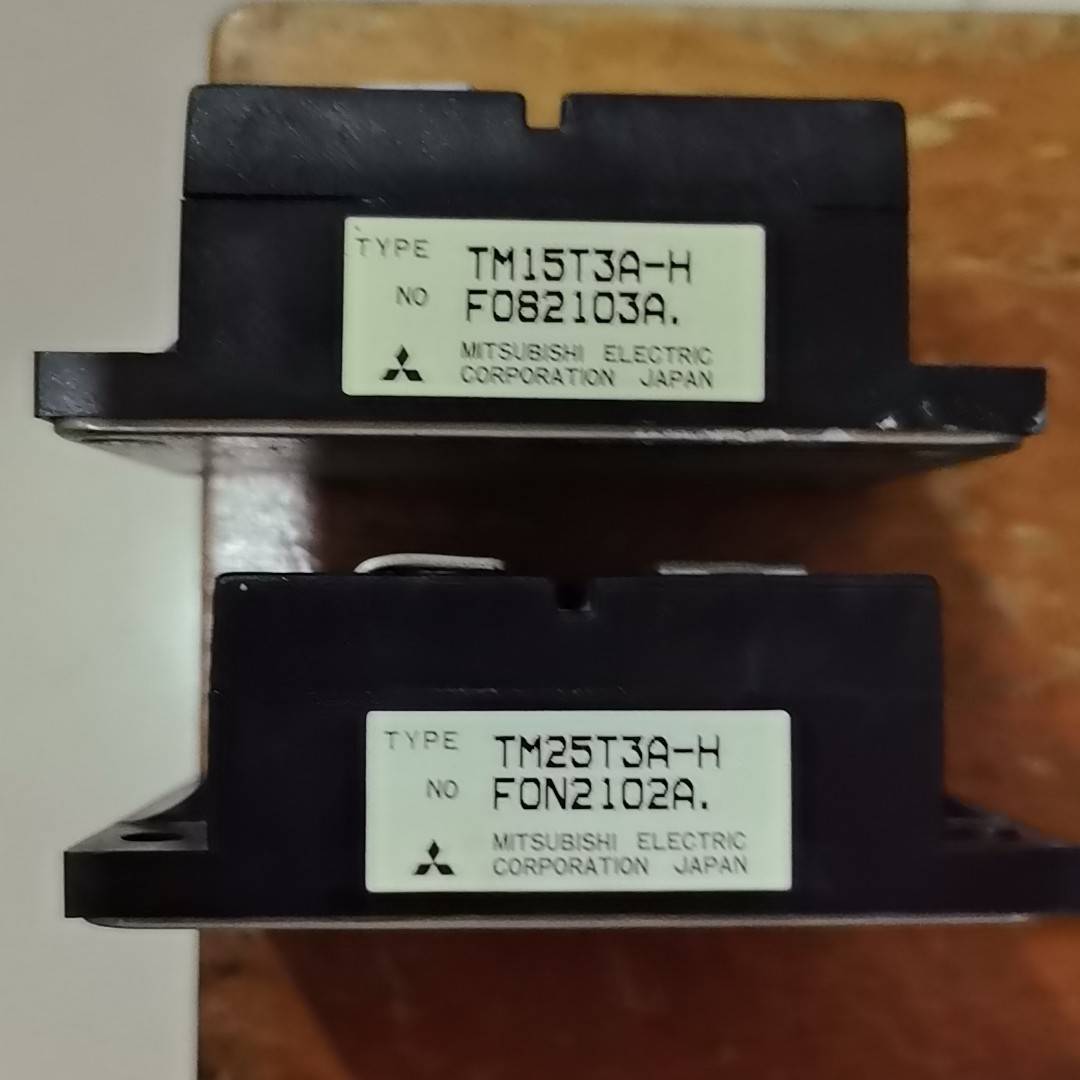 TYPE TM15T3A-H
NO F082103A.
MITSUBISHI ELECTRIC
CORPORATION JAPAN
TYPE TM25T3A-H
NO F0N2102A.
MITSUBISHI ELECTRIC
CORPORATION JAPAN